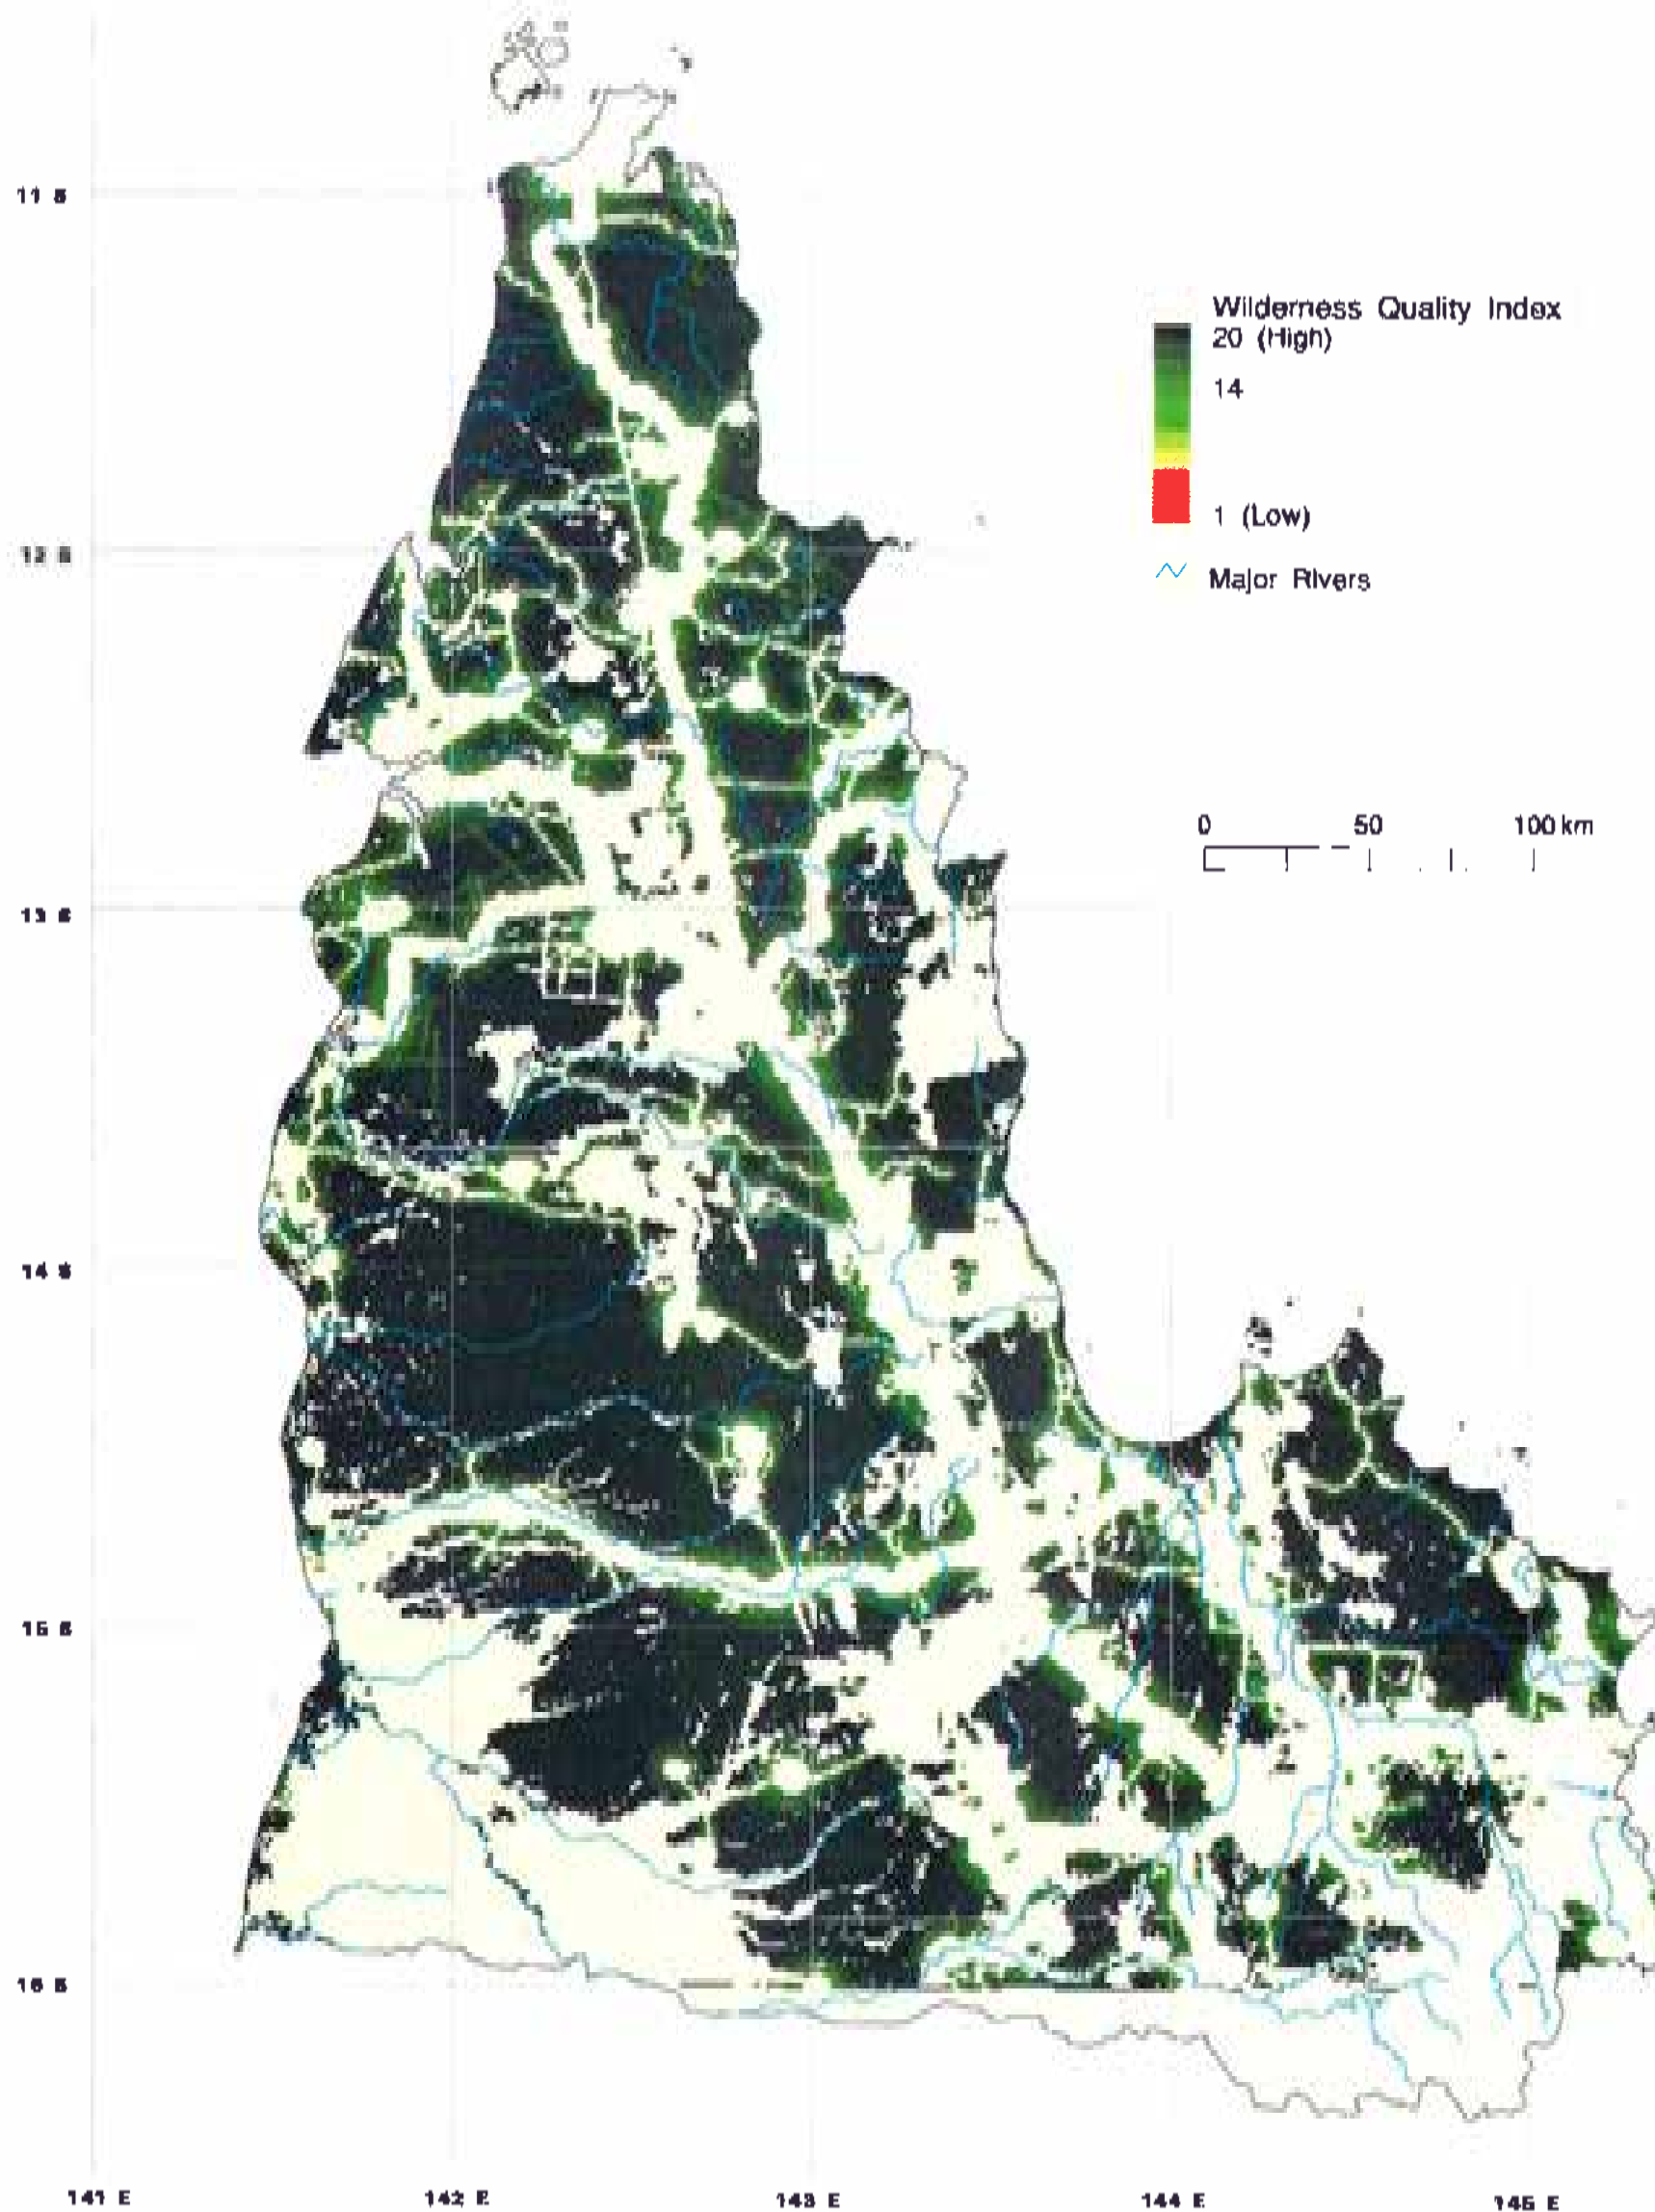 11 S
Wilderness Quality Index
20 (High)
14
1 (Low)
12 S
Major Rivers
0 50 100 km
13 S
14 S
15 S
16 S
141 E 142 E 143 E 144 E 145 E